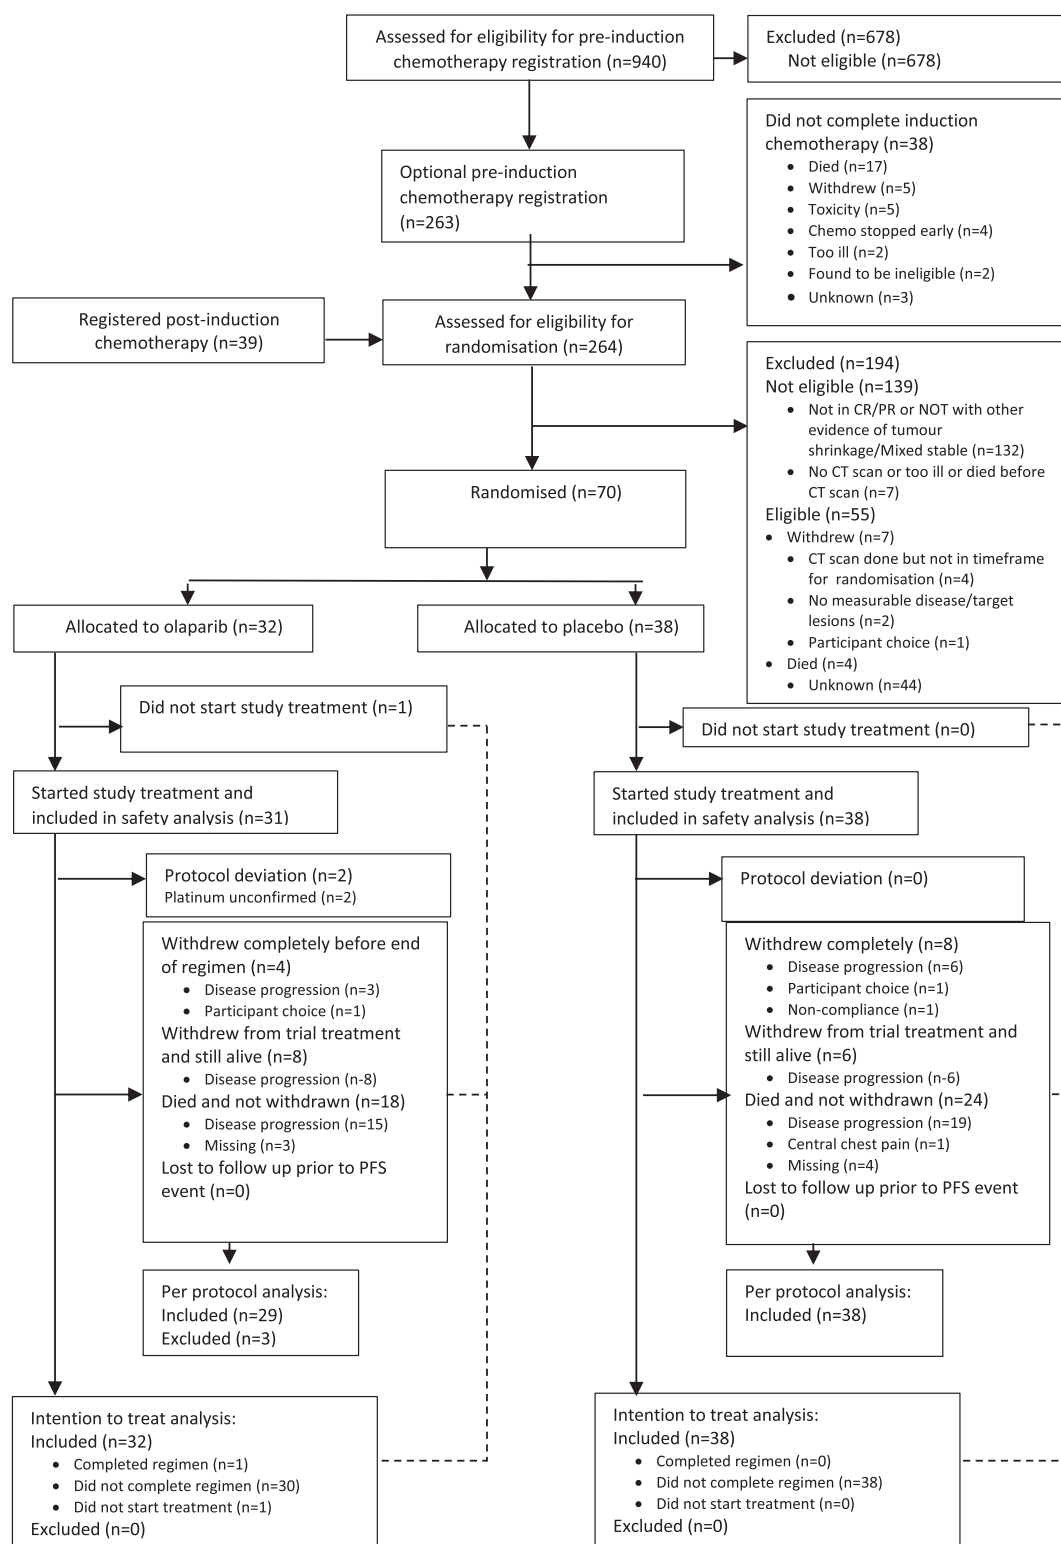 Assessed for eligibility for pre-induction
chemotherapy registration (n=940)
Excluded (n=678)
Not eligible (n=678)
Did not complete induction
chemotherapy (n=38)
• Died (n=17)
• Withdrew (n=5)
• Toxicity (n=5)
• Chemo stopped early (n=4)
• Too ill (n=2)
• Found to be ineligible (n=2)
• Unknown (n=3)
Optional pre-induction
chemotherapy registration
(n=263)
Registered post-induction
chemotherapy (n=39)
Assessed for eligibility for
randomisation (n=264)
Excluded (n=194)
Not eligible (n=139)
• Not in CR/PR or NOT with other
evidence of tumour
shrinkage/Mixed stable (n=132)
• No CT scan or too ill or died before
CT scan (n=7)
Eligible (n=55)
• Withdrew (n=7)
• CT scan done but not in timeframe
for randomisation (n=4)
• No measurable disease/target
lesions (n=2)
• Participant choice (n=1)
• Died (n=4)
• Unknown (n=44)
Randomised (n=70)
Allocated to olaparib (n=32)
Allocated to placebo (n=38)
Did not start study treatment (n=1)
Did not start study treatment (n=0)
Started study treatment and
included in safety analysis (n=31)
Started study treatment and
included in safety analysis (n=38)
Protocol deviation (n=2)
Platinum unconfirmed (n=2)
Protocol deviation (n=0)
Withdrew completely before end
of regimen (n=4)
• Disease progression (n=3)
• Participant choice (n=1)
Withdrew from trial treatment
and still alive (n=8)
• Disease progression (n-8)
Died and not withdrawn (n=18)
• Disease progression (n=15)
• Missing (n=3)
Lost to follow up prior to PFS
event (n=0)
Withdrew completely (n=8)
• Disease progression (n=6)
• Participant choice (n=1)
• Non-compliance (n=1)
Withdrew from trial treatment and
still alive (n=6)
• Disease progression (n-6)
Died and not withdrawn (n=24)
• Disease progression (n=19)
• Central chest pain (n=1)
• Missing (n=4)
Lost to follow up prior to PFS event
(n=0)
Per protocol analysis:
Included (n=29)
Excluded (n=3)
Per protocol analysis:
Included (n=38)
Intention to treat analysis:
Included (n=32)
• Completed regimen (n=1)
• Did not complete regimen (n=30)
• Did not start treatment (n=1)
Excluded (n=0)
Intention to treat analysis:
Included (n=38)
• Completed regimen (n=0)
• Did not complete regimen (n=38)
• Did not start treatment (n=0)
Excluded (n=0)